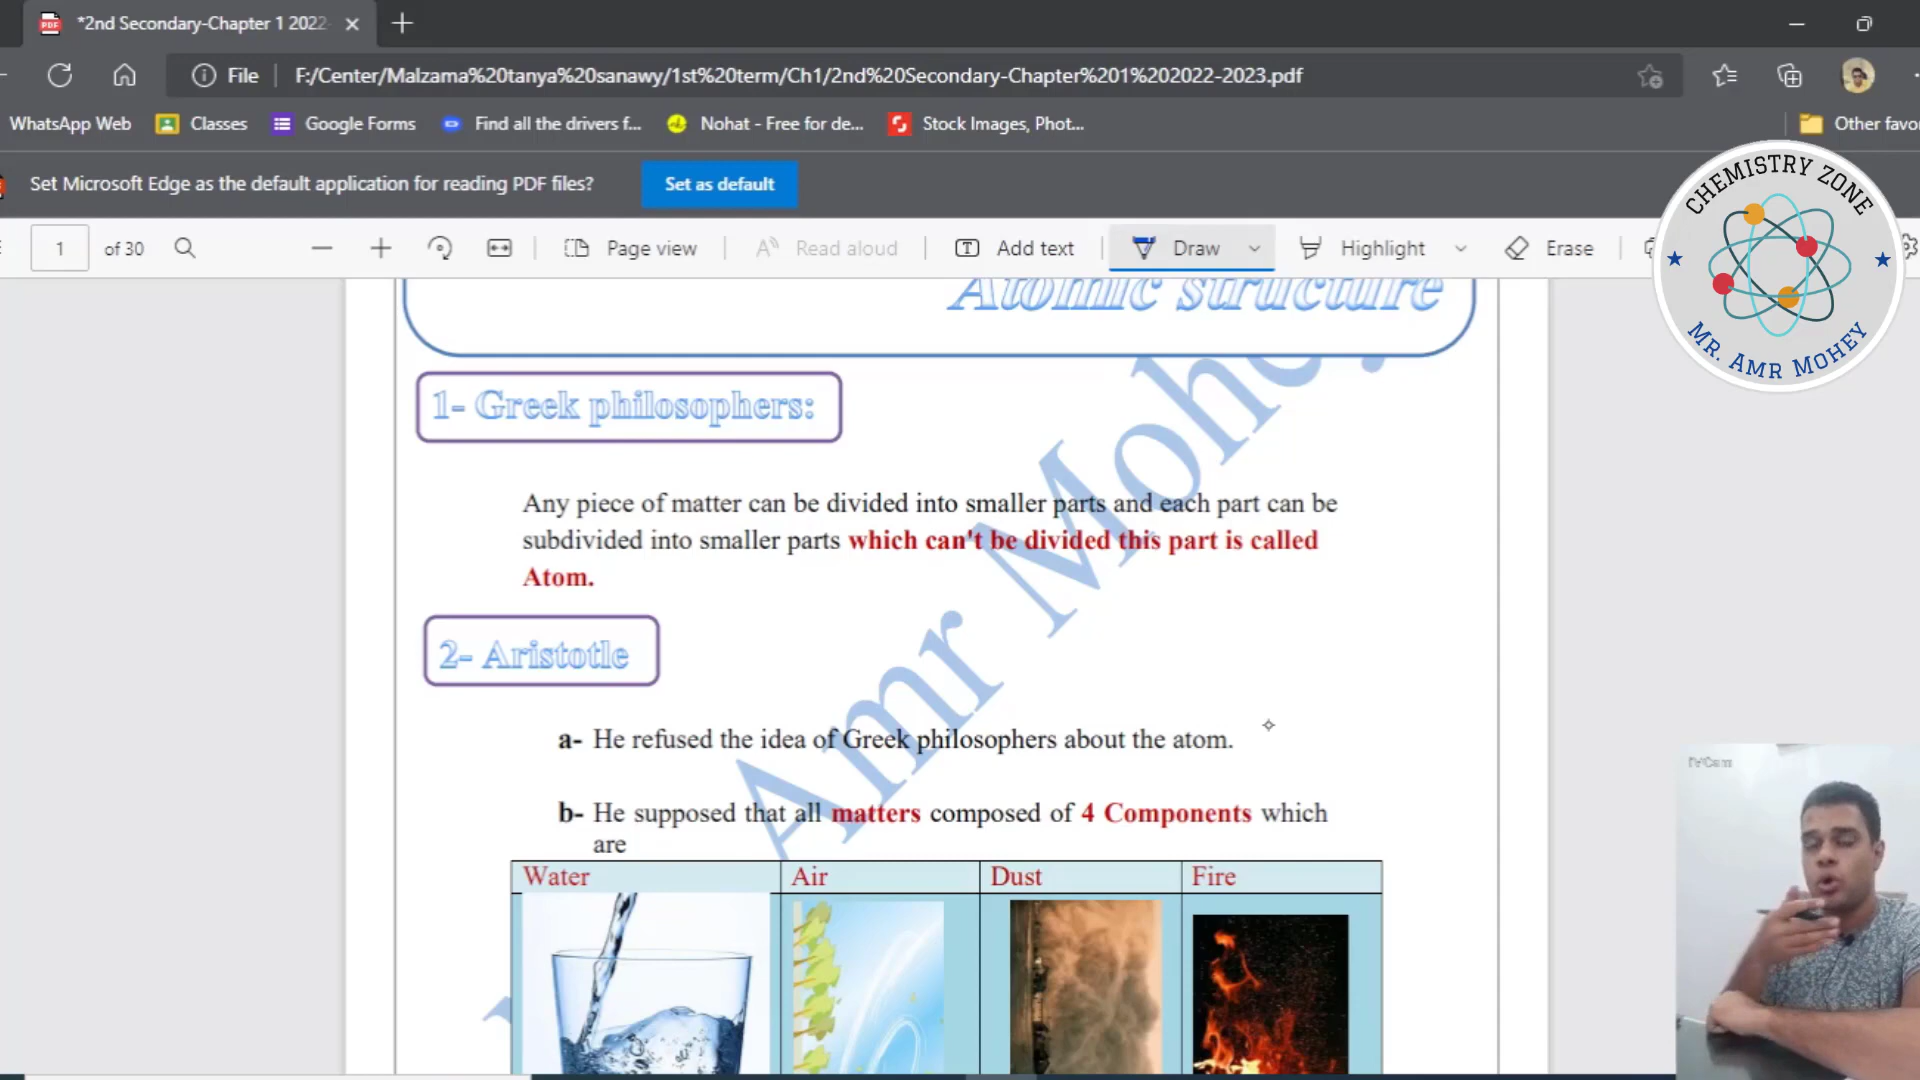 *2nd Secondary-Chapter 1 2022-
File
F:/Center/Malzama%20tanya%20sanawy/1st%20term/Ch1/2nd%20Secondary-Chapter%201%202022-2023.pdf
WhatsApp Web
Classes
Google Forms
Find all the drivers f...
Nohat - Free for de...
Stock Images, Phot...
Other favo
Set Microsoft Edge as the default application for reading PDF files?
Set as default
CHEMISTRY ZONE
MR. AMR MOHEY
1
of 30
Page view
Read aloud
Add text
Draw
Highlight
Erase
Atomic structure
1- Greek philosophers:
Any piece of matter can be divided into smaller parts and each part can be
subdivided into smaller parts which can't be divided this part is called
Atom.
2- Aristotle
a- He refused the idea of Greek philosophers about the atom.
b- He supposed that all matters composed of 4 Components which
are
Water Air Dust Fire
Amr Mohey